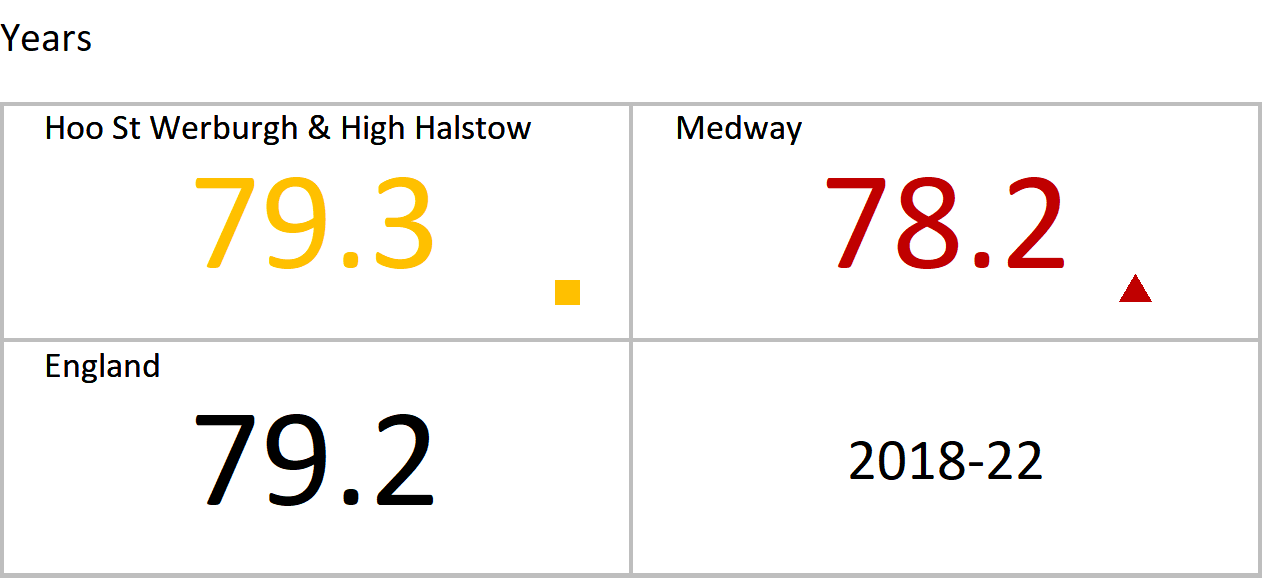 Years
Hoo St Werburgh & High Halstow
79.3
Medway
78.2
England
79.2
2018-22